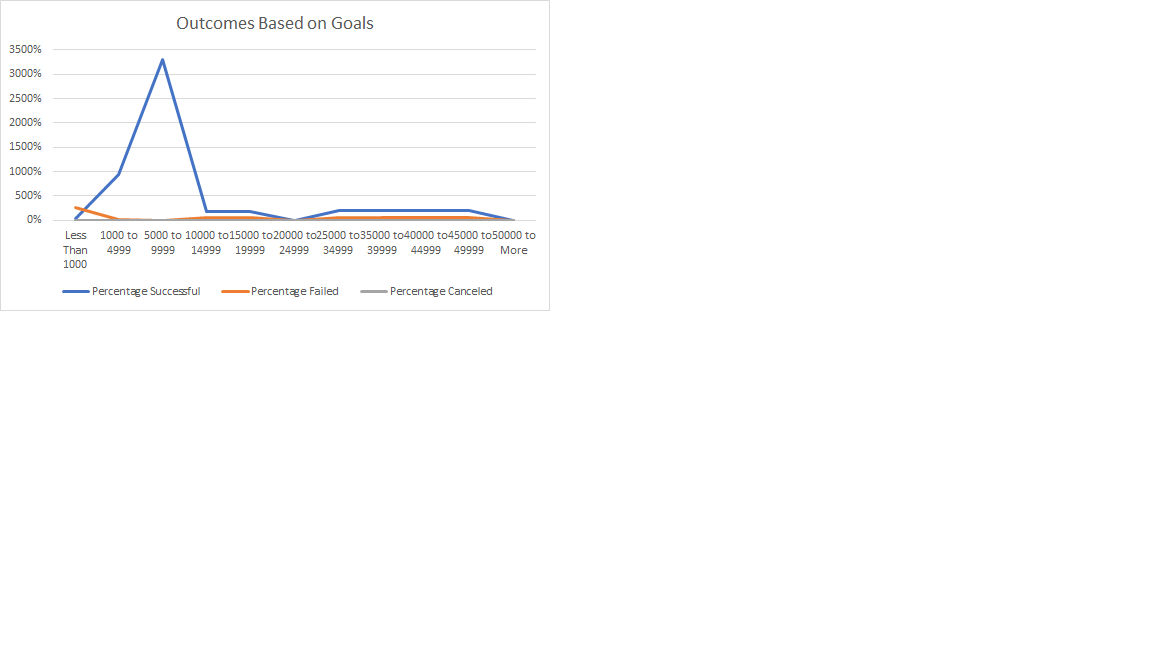 Outcomes Based on Goals
3500%
3000%
2500%
2000%
1500%
1000%
500%
0%
Less Than 1000
1000 to 4999
5000 to 9999
10000 to 14999
15000 to 19999
20000 to 24999
25000 to 34999
35000 to 39999
40000 to 44999
45000 to 49999
50000 to More
Percentage Successful
Percentage Failed
Percentage Canceled